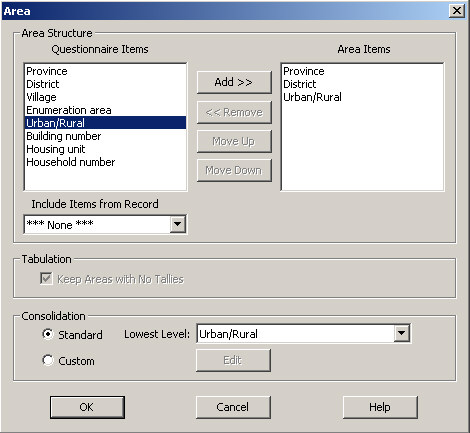 Area
Area Structure
Questionnaire Items
Province
District
Village
Enumeration area
Urban/Rural
Building number
Housing unit
Household number
Add >>
<< Remove
Move Up
Move Down
Area Items
Province
District
Urban/Rural
Include Items from Record
*** None ***
Tabulation
Keep Areas with No Tallies
Consolidation
Standard
Lowest Level: Urban/Rural
Custom
Edit
OK
Cancel
Help